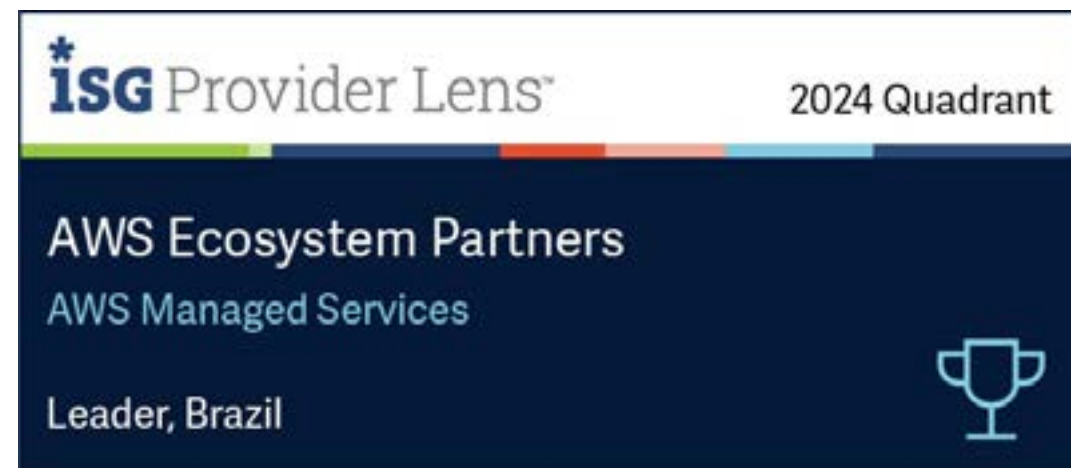 *isg Provider Lens™
2024 Quadrant
AWS Ecosystem Partners
AWS Managed Services
Leader, Brazil